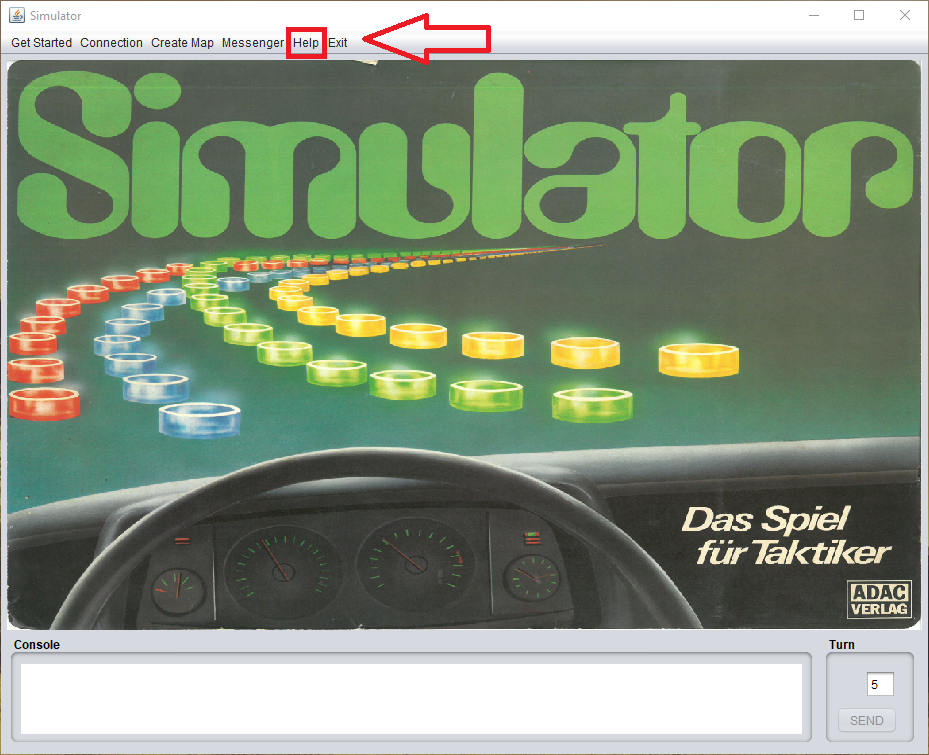 Simulator
Get Started Connection Create Map Messenger Help Exit
Simulator
Das Spiel
für Taktiker
ADAC
VERLAG
Console
Turn
5
SEND